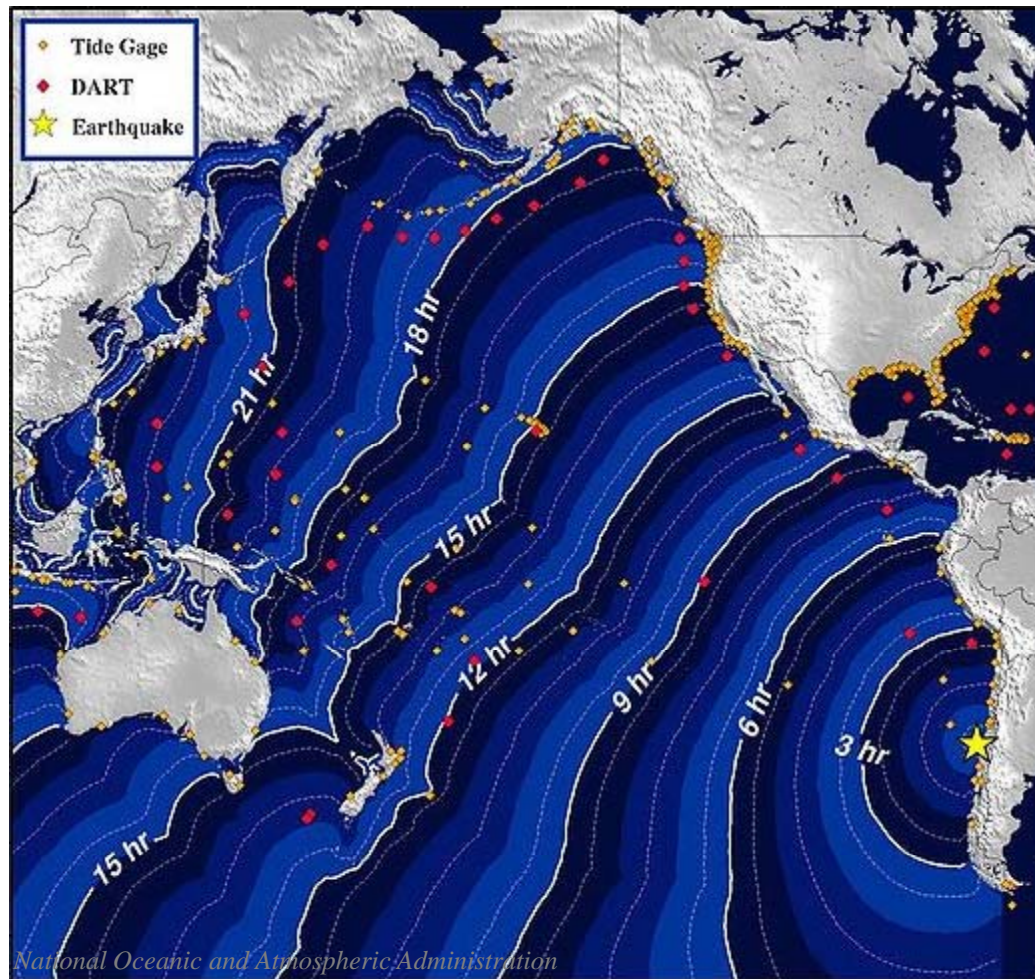 Tide Gage
DART
Earthquake
18 hr
21 hr
15 hr
12 hr
9 hr
6 hr
3 hr
15 hr
National Oceanic and Atmospheric Administration